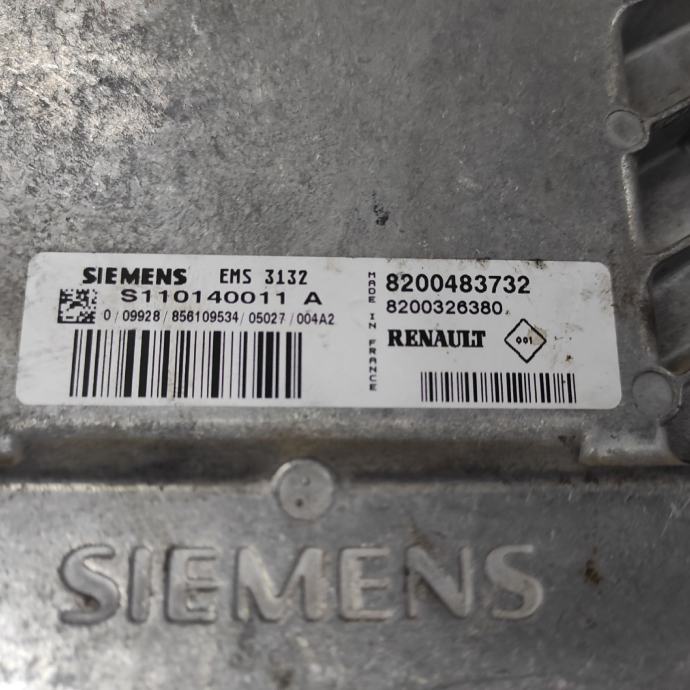 SIEMENS EMS 3132
S110140011 A
0/09928/856109534/05027/004A2
MADE IN FRANCE
8200483732
8200326380
RENAULT 001
SIEMENS